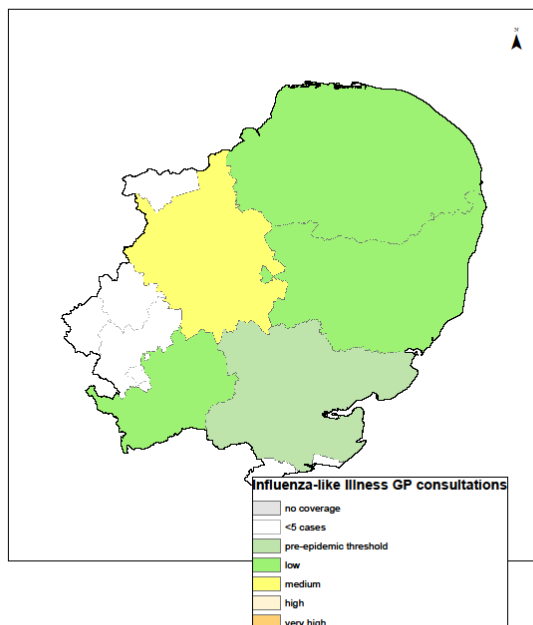 N
Influenza-like Illness GP consultations
no coverage
<5 cases
pre-epidemic threshold
low
medium
high
very high